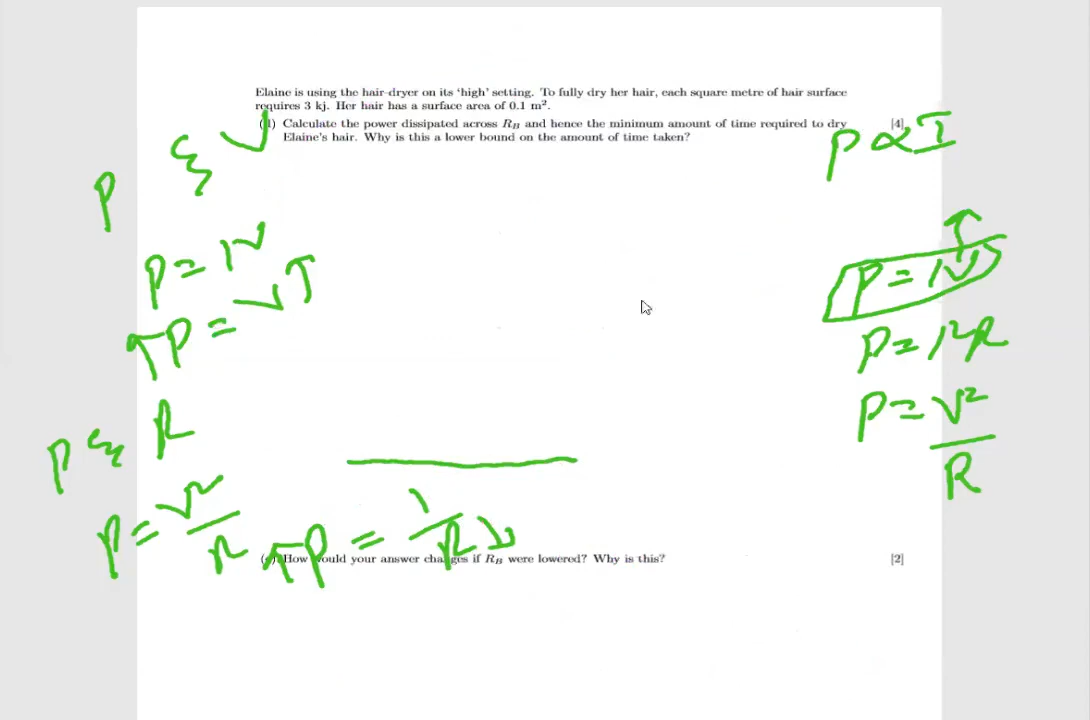 Elaine is using the hair-dryer on its 'high' setting. To fully dry her hair, each square metre of hair surface
requires 3 kj. Her hair has a surface area of 0.1 m².
(d) Calculate the power dissipated across R_B and hence the minimum amount of time required to dry [4]
Elaine's hair. Why is this a lower bound on the amount of time taken?
P ∝ I
P & V
P = IV
P = IV ↑
↑P = V↑
P = I²R
P = V²/R
P & R
P = V²/R
↑P = 1/R ↓
(e) How would your answer changes if R_B were lowered? Why is this? [2]